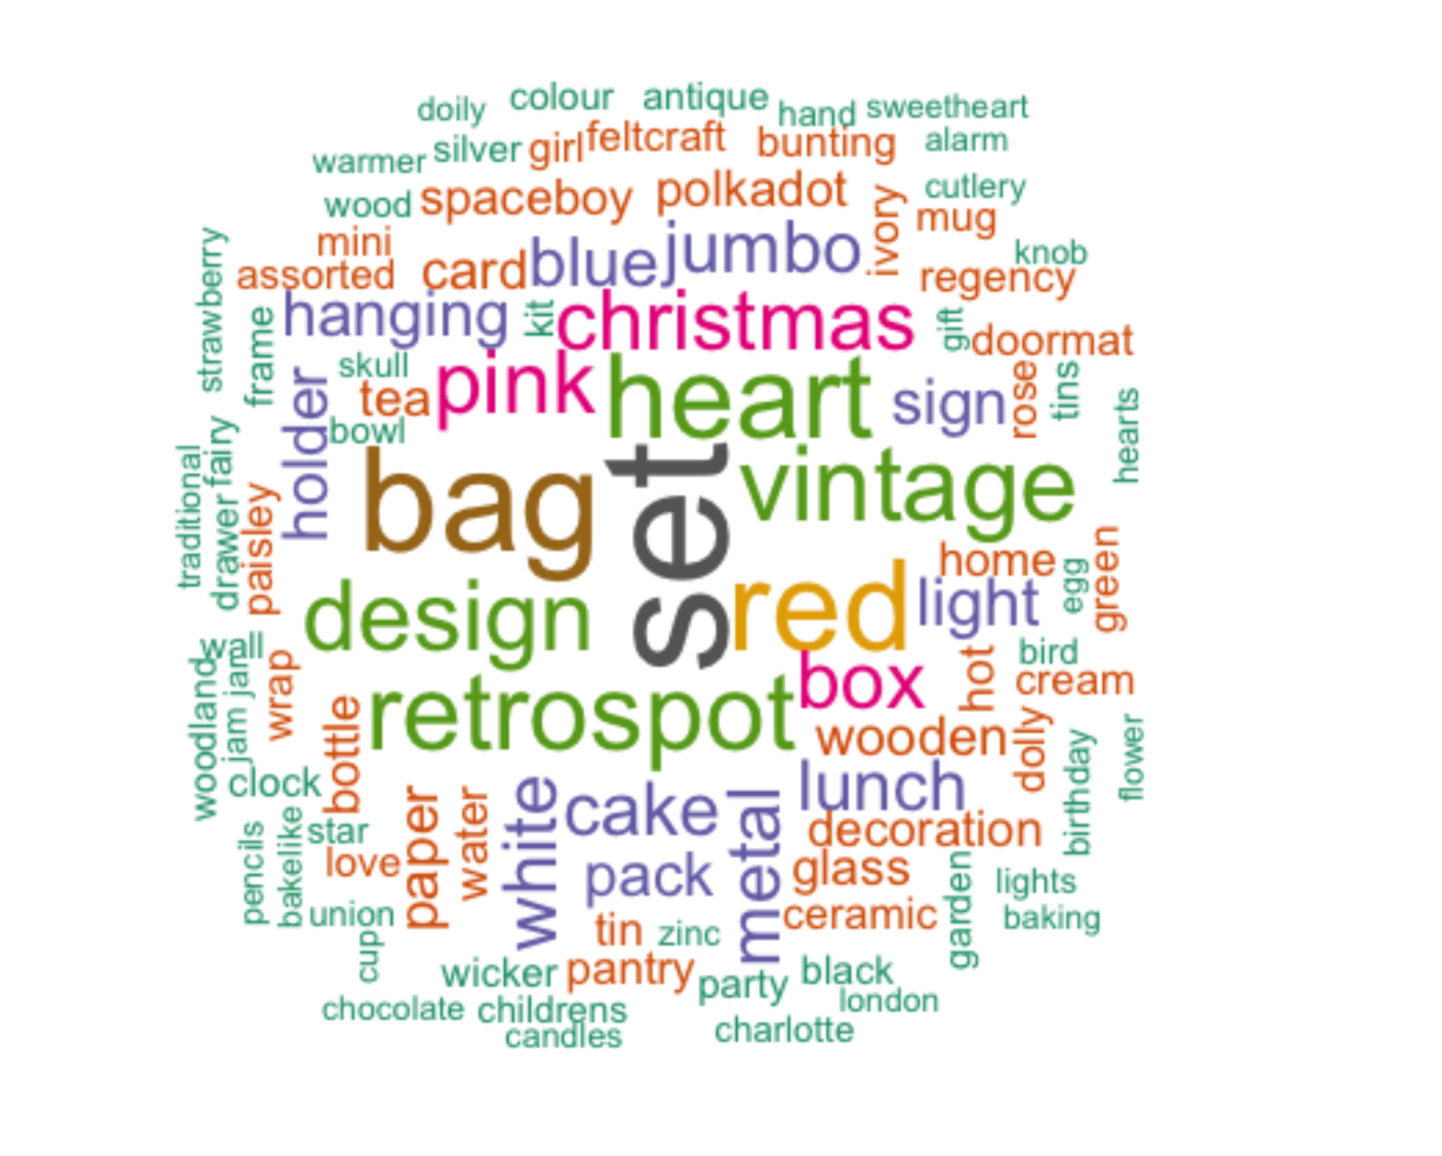 doily
colour
antique
hand
sweetheart
warmer
silver
girl
feltcraft
bunting
alarm
wood
spaceboy
polkadot
ivory
cutlery
mug
strawberry
mini
assorted
card
blue
jumbo
knob
regency
frame
hanging
kit
christmas
gift
doormat
skull
tea
pink
heart
sign
rose
tins
hearts
holder
bowl
traditional
fairy
drawer
paisley
bag
set
vintage
home
egg
green
design
red
light
wall
woodland
jam
jam
wrap
bottle
retrospot
box
hot
bird
cream
clock
wooden
dolly
birthday
flower
pencils
bakelike
star
love
paper
water
white
cake
metal
lunch
decoration
union
pack
glass
garden
lights
cup
tin
zinc
ceramic
baking
wicker
pantry
party
black
chocolate
childrens
london
candles
charlotte